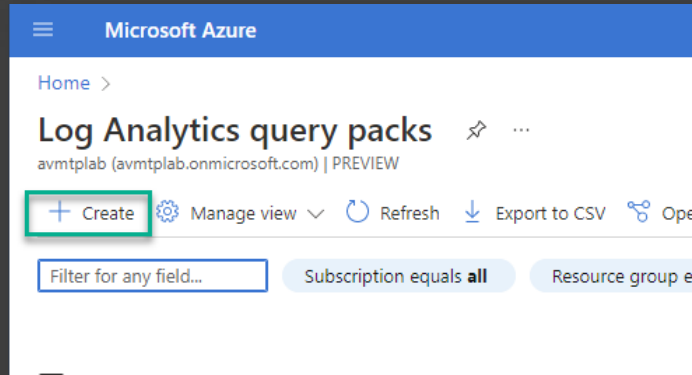 Microsoft Azure
Home
Log Analytics query packs
avmtplab (avmtplab.onmicrosoft.com) | PREVIEW
Create Manage view Refresh Export to CSV
Filter for any field... Subscription equals all Resource group